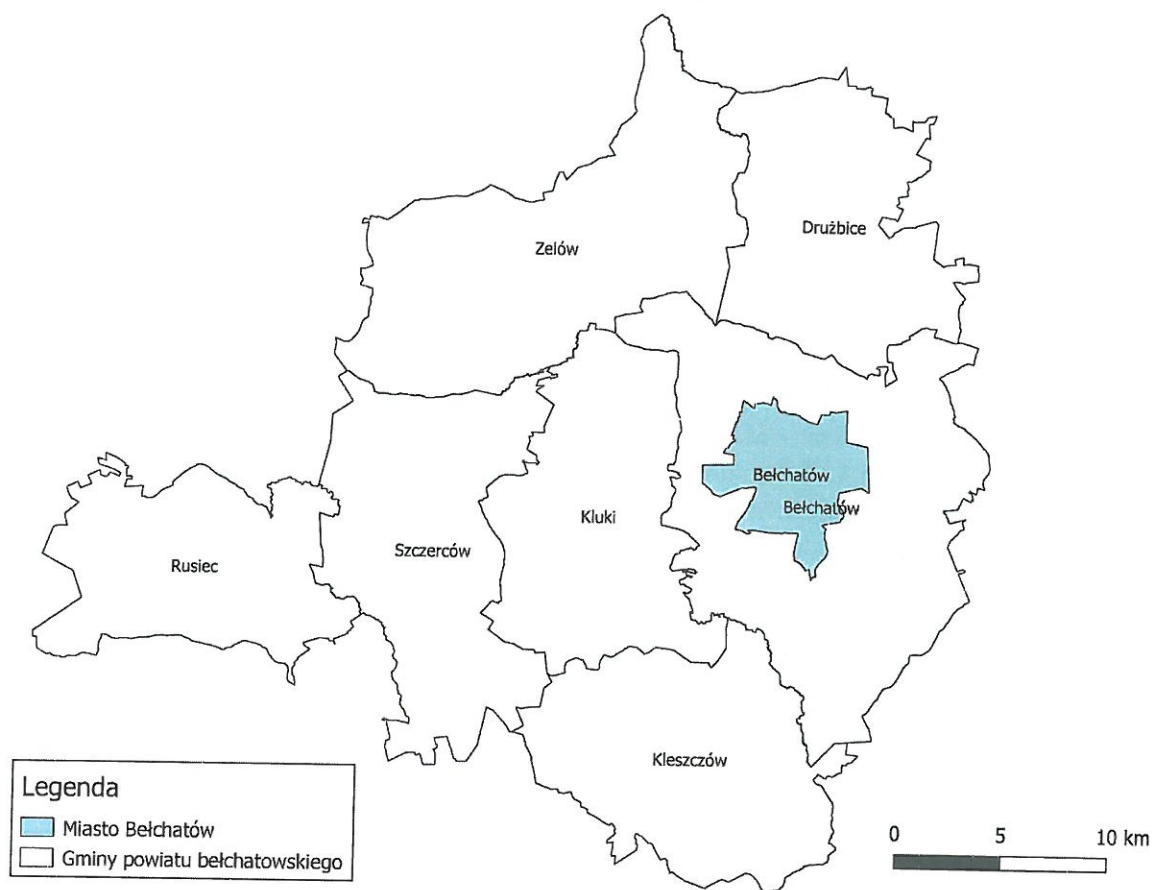 Drużbice
Zelów
Bełchatów
Bełchatów
Kluki
Szczerców
Rusiec
Kleszczów
Legenda
Miasto Bełchatów
Gminy powiatu bełchatowskiego
0 5 10 km